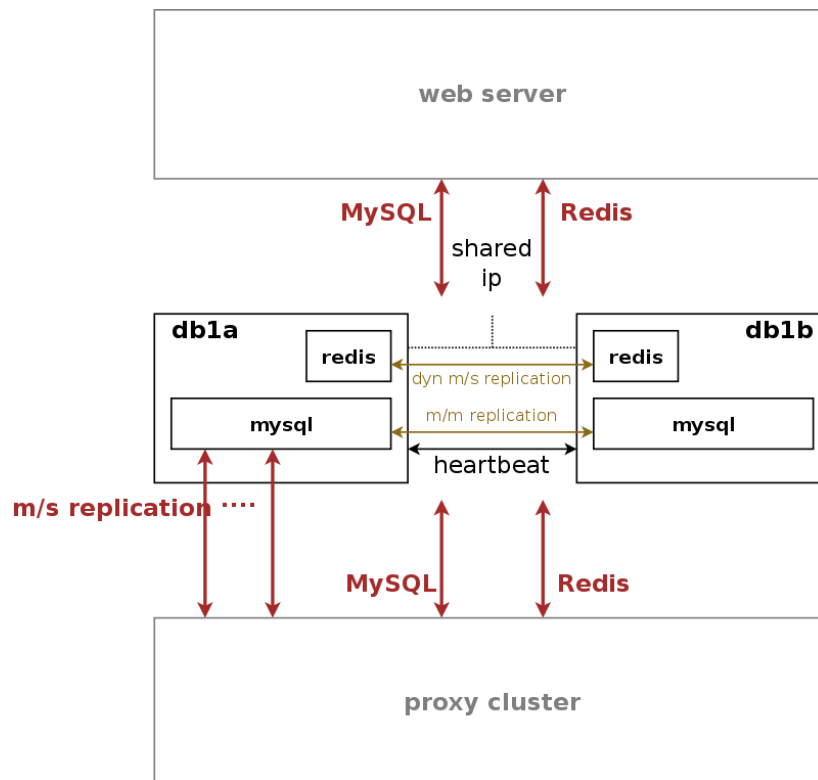 web server
MySQL
Redis
shared
ip
db1a
db1b
redis
redis
dyn m/s replication
m/m replication
mysql
mysql
heartbeat
m/s replication ····
MySQL
Redis
proxy cluster